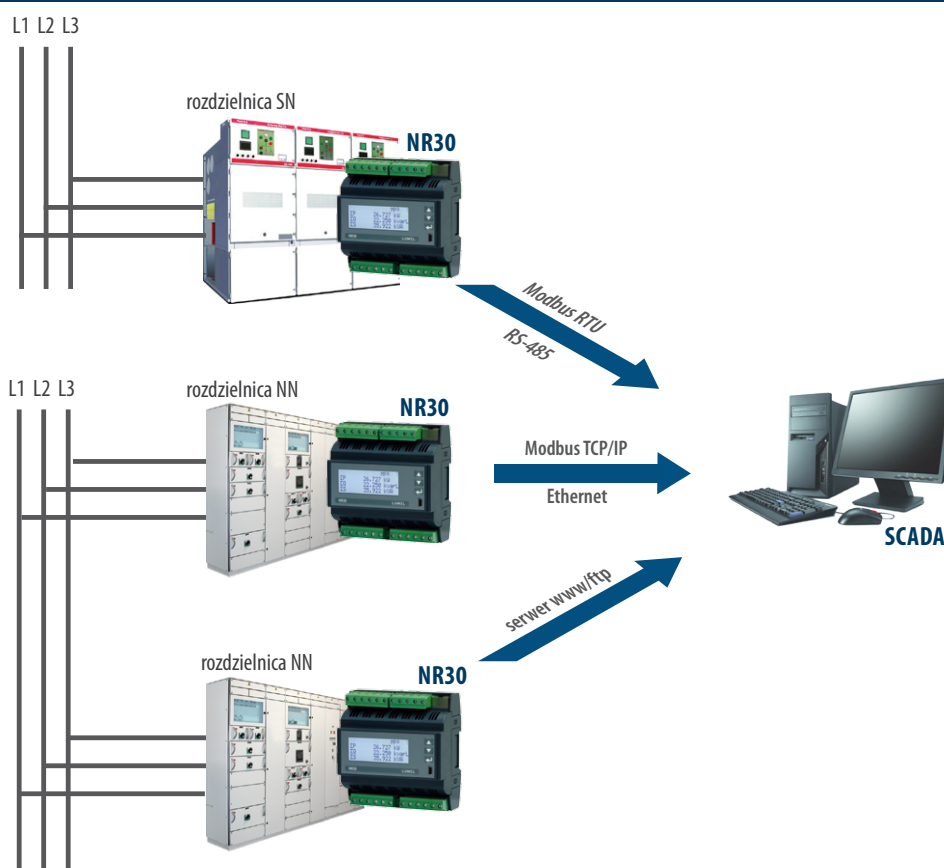 L1 L2 L3
rozdzielnica SN
NR30
Modbus RTU
RS-485
L1 L2 L3
rozdzielnica NN
NR30
Modbus TCP/IP
Ethernet
SCADA
serwer www/ftp
rozdzielnica NN
NR30